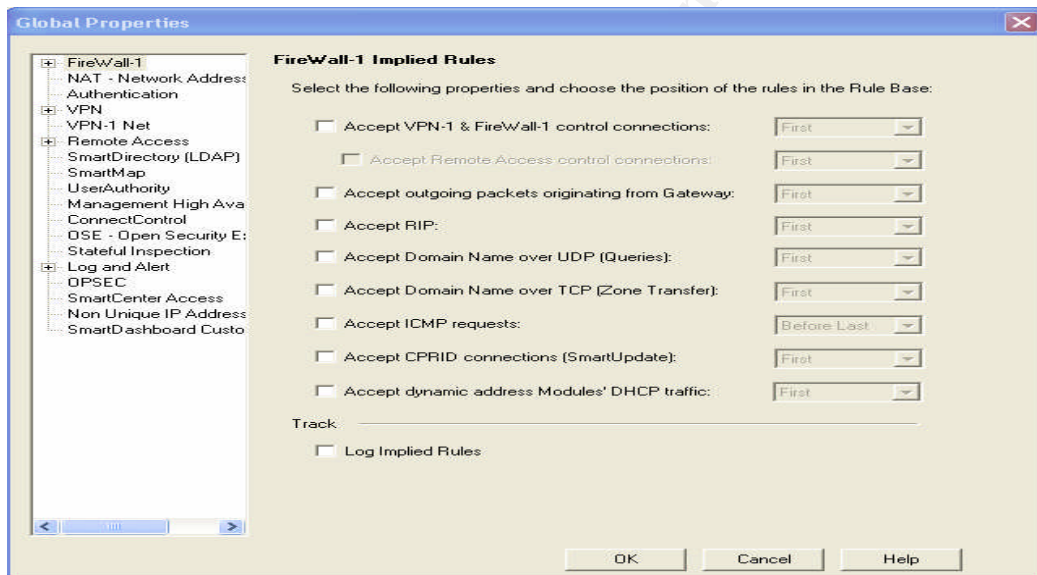 Global Properties
FireWall-1
NAT - Network Address
Authentication
VPN
VPN-1 Net
Remote Access
SmartDirectory (LDAP)
SmartMap
UserAuthority
Management High Ava
ConnectControl
OSE - Open Security E
Stateful Inspection
Log and Alert
OPSEC
SmartCenter Access
Non Unique IP Address
SmartDashboard Custo
FireWall-1 Implied Rules
Select the following properties and choose the position of the rules in the Rule Base:
Accept VPN-1 & FireWall-1 control connections: First
Accept Remote Access control connections: First
Accept outgoing packets originating from Gateway: First
Accept RIP: First
Accept Domain Name over UDP (Queries): First
Accept Domain Name over TCP (Zone Transfer): First
Accept ICMP requests: Before Last
Accept CPRID connections (SmartUpdate): First
Accept dynamic address Modules' DHCP traffic: First
Track
Log Implied Rules
OK Cancel Help